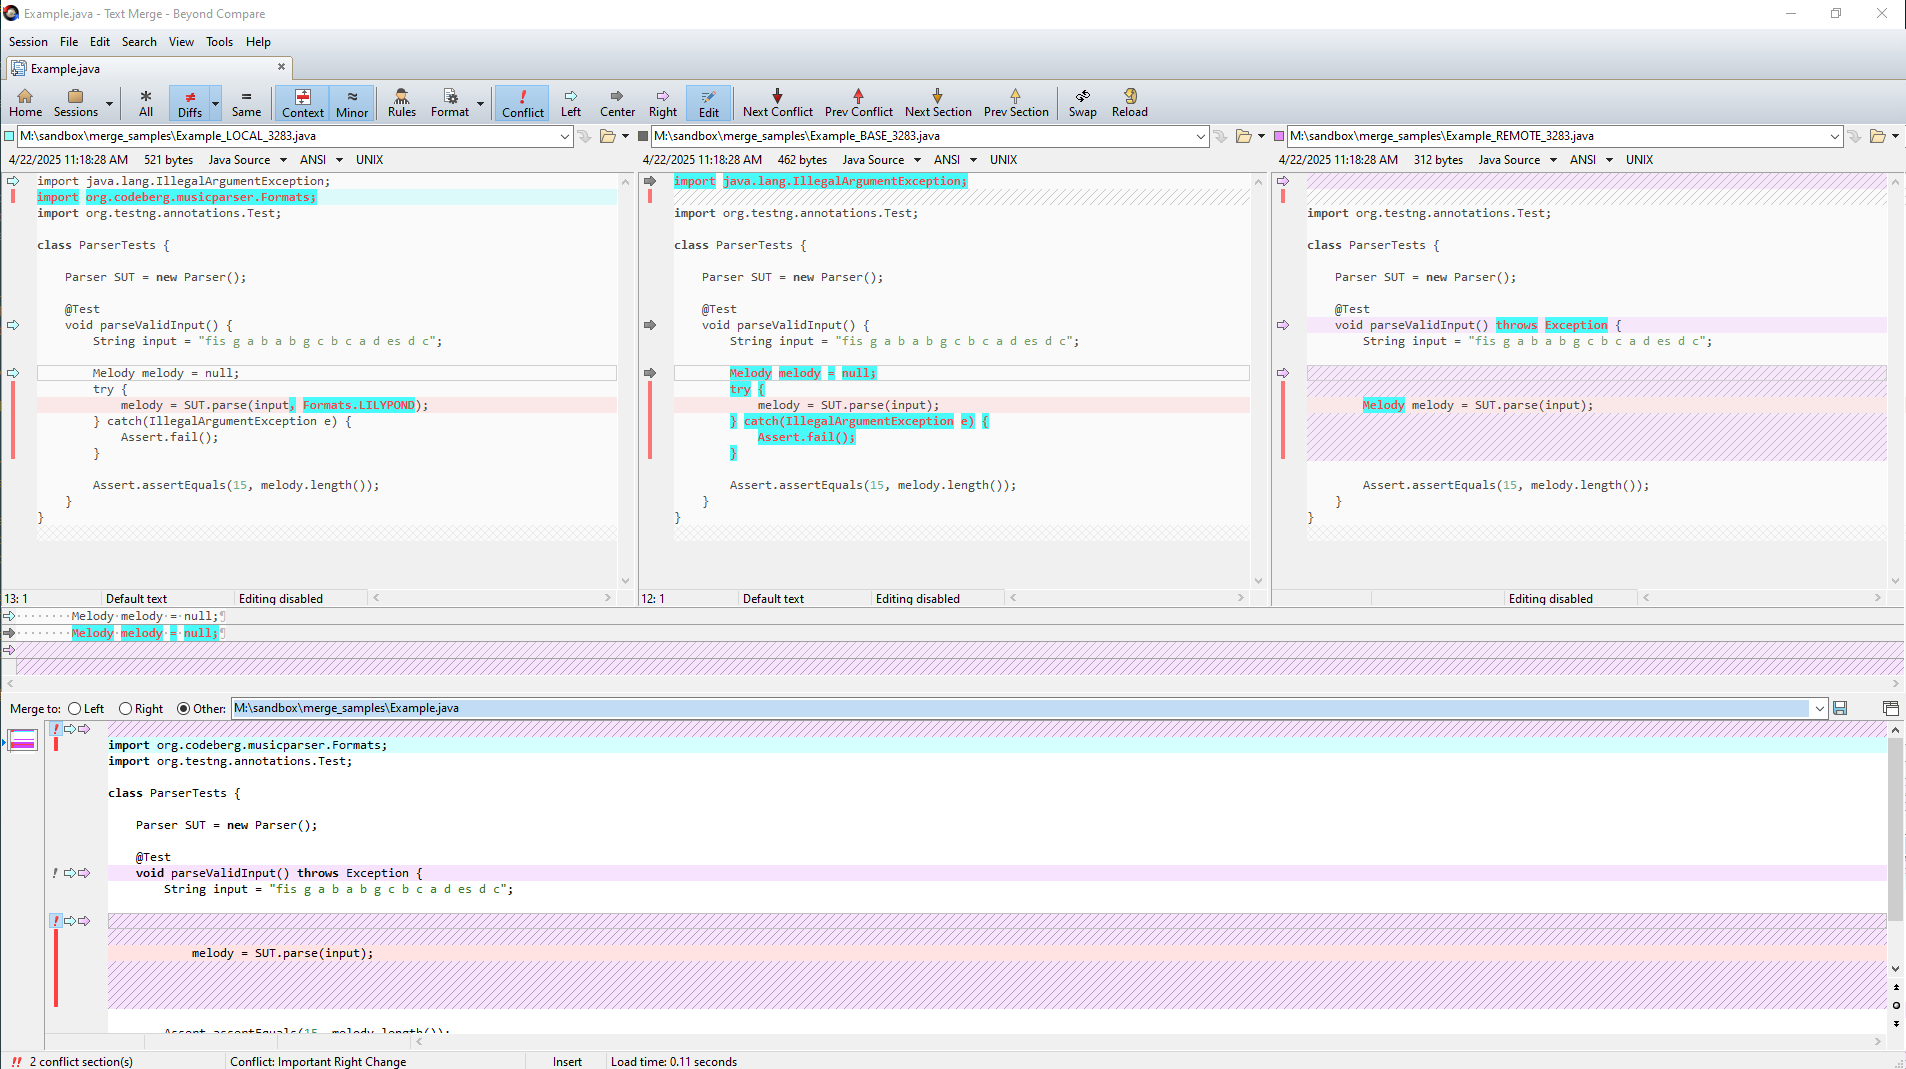 Example.java - Text Merge - Beyond Compare
Session File Edit Search View Tools Help
Example.java
Home Sessions All Diffs Same Context Minor Rules Format Conflict Left Center Right Edit Next Conflict Prev Conflict Next Section Prev Section Swap Reload
M:\sandbox\merge_samples\Example_LOCAL_3283.java
4/22/2025 11:18:28 AM 521 bytes Java Source ANSI UNIX
import java.lang.IllegalArgumentException;
import org.codeberg.musicparser.Formats;
import org.testng.annotations.Test;
class ParserTests {
Parser SUT = new Parser();
@Test
void parseValidInput() {
String input = "fis g a b a b g c b c a d es d c";
Melody melody = null;
try {
melody = SUT.parse(input, Formats.LILYPOND);
} catch(IllegalArgumentException e) {
Assert.fail();
}
Assert.assertEquals(15, melody.length());
}
}
13: 1 Default text Editing disabled
M:\sandbox\merge_samples\Example_BASE_3283.java
4/22/2025 11:18:28 AM 462 bytes Java Source ANSI UNIX
import java.lang.IllegalArgumentException;
import org.testng.annotations.Test;
class ParserTests {
Parser SUT = new Parser();
@Test
void parseValidInput() {
String input = "fis g a b a b g c b c a d es d c";
Melody melody = null;
try {
melody = SUT.parse(input);
} catch(IllegalArgumentException e) {
Assert.fail();
}
Assert.assertEquals(15, melody.length());
}
}
12: 1 Default text Editing disabled
M:\sandbox\merge_samples\Example_REMOTE_3283.java
4/22/2025 11:18:28 AM 312 bytes Java Source ANSI UNIX
import org.testng.annotations.Test;
class ParserTests {
Parser SUT = new Parser();
@Test
void parseValidInput() throws Exception {
String input = "fis g a b a b g c b c a d es d c";
Melody melody = SUT.parse(input);
Assert.assertEquals(15, melody.length());
}
}
Editing disabled
········Melody·melody·=·null;¶
········Melody·melody·=·null;¶
Merge to: Left Right Other: M:\sandbox\merge_samples\Example.java
import org.codeberg.musicparser.Formats;
import org.testng.annotations.Test;
class ParserTests {
Parser SUT = new Parser();
@Test
void parseValidInput() throws Exception {
String input = "fis g a b a b g c b c a d es d c";
melody = SUT.parse(input);
Assert.assertEquals(15, melody.length());
!! 2 conflict section(s) Conflict: Important Right Change Insert Load time: 0.11 seconds